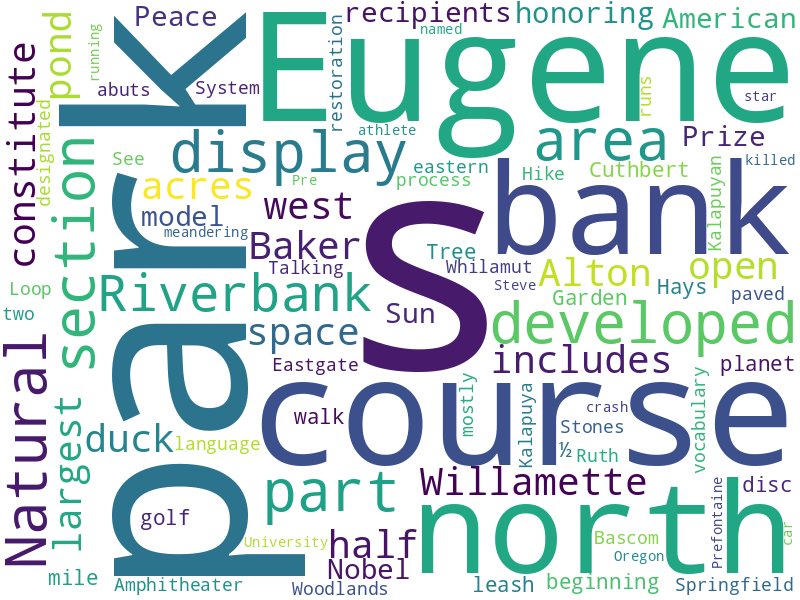 Peace
recipients
honoring
American
named
Eugene
park
pond
running
restoration
abuts
System
runs
star
constitute
designated
athlete
See
display
area
Prize
eastern
killed
Pre
process
Hike
Cuthbert
Kalapuyan
acres
model
west
bank
meandering
section
Baker
Tree
Talking
Whilamut
Alton
open
Steve
Hays
Loop
Riverbank
Garden
paved
two
Sun
s
space
developed
Natural
Eastgate
includes
planet
largest
course
mostly
crash
walk
Kalapuya
Stones
vocabulary
duck
language
½
Ruth
part
Willamette
north
disc
Prefontaine
golf
car
University
half
Bascom
Nobel
Oregon
mile
Amphitheater
Woodlands
leash
beginning
Springfield